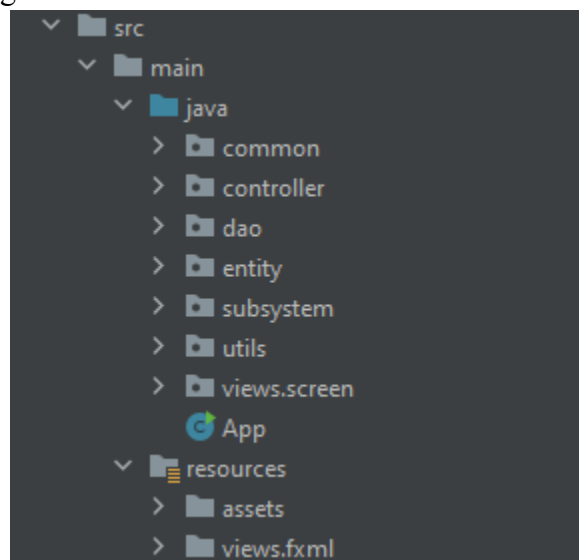 src
main
java
common
controller
dao
entity
subsystem
utils
views.screen
App
resources
assets
views.fxml